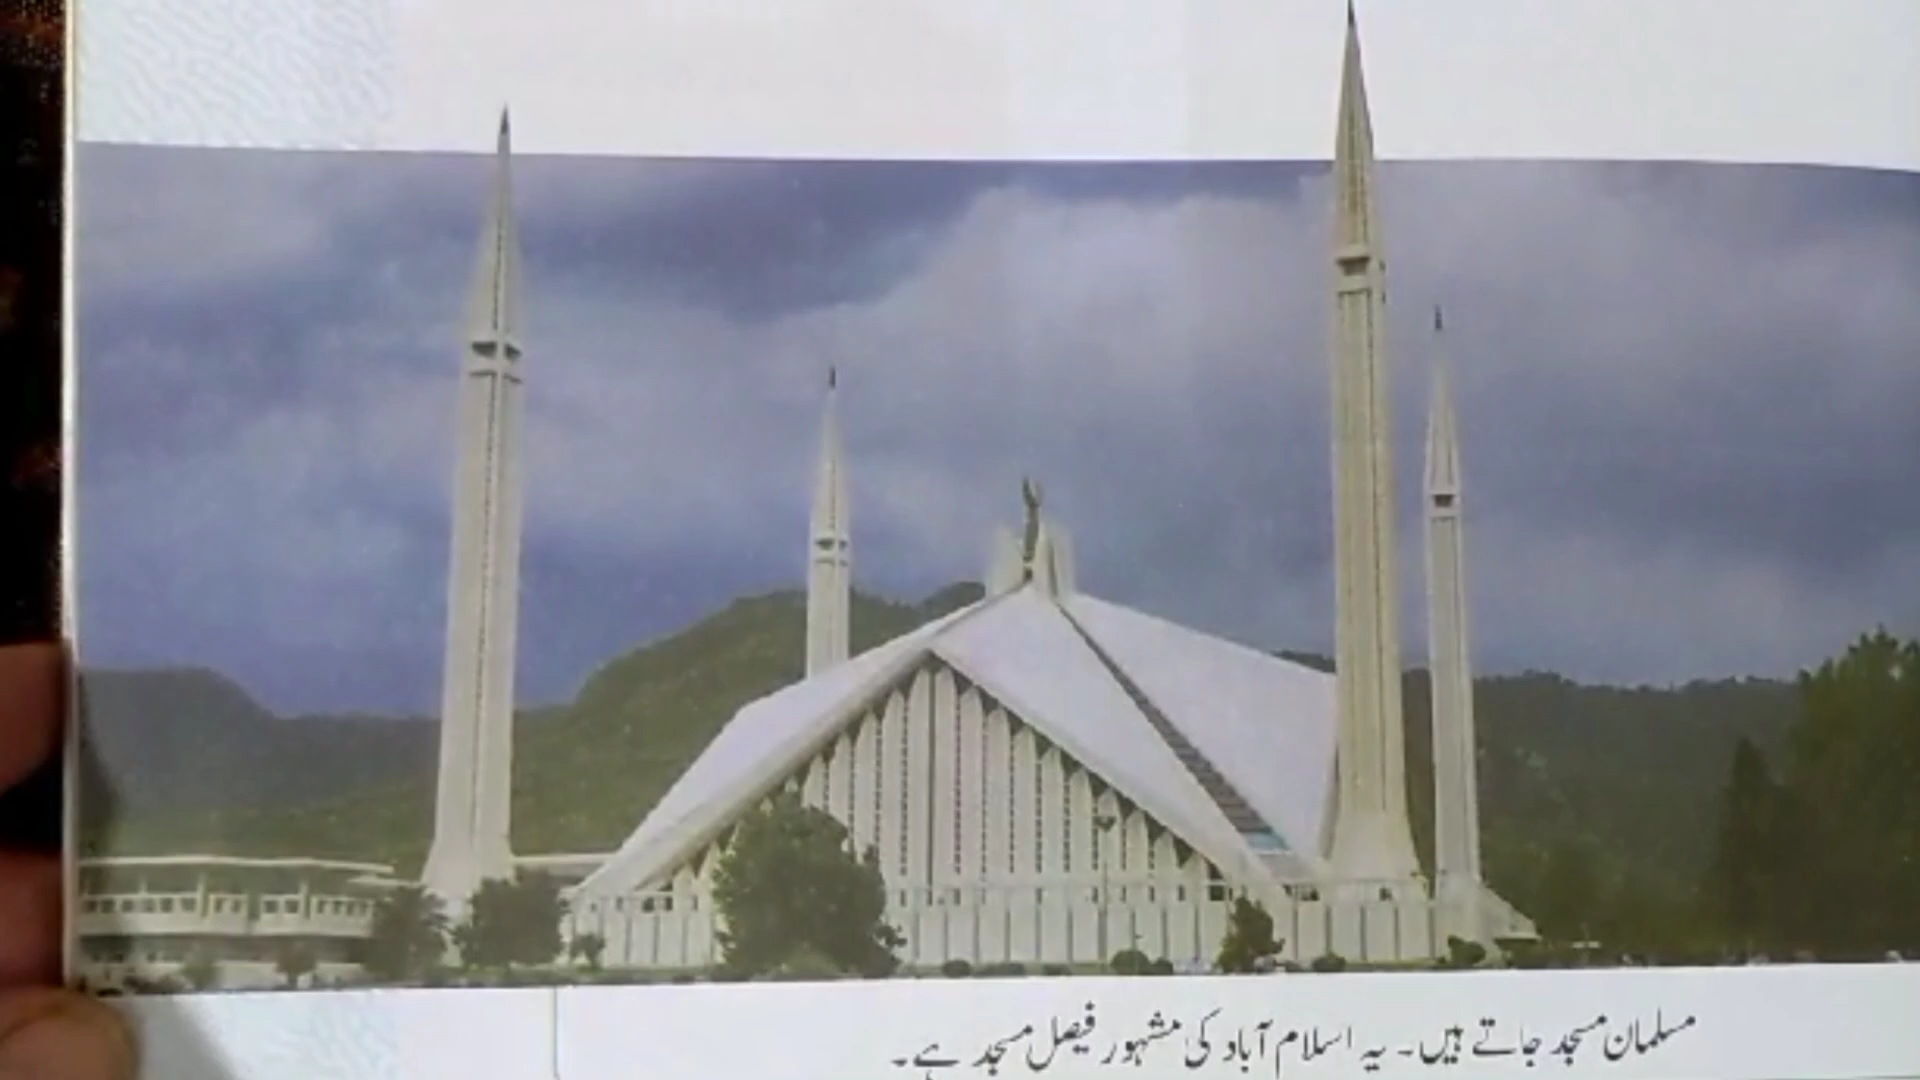 مسلمان مسجد جاتے ہیں۔ یہ اسلام آباد کی مشہور فیصل مسجد ہے۔